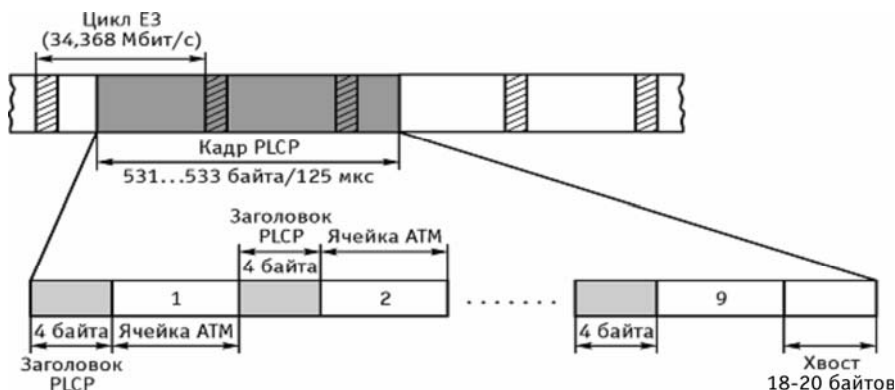 Цикл E3
(34,368 Мбит/с)
Кадр PLCP
531...533 байта/125 мкс
Заголовок
PLCP
Ячейка АТМ
4 байта
1
2
.......
9
4 байта
Ячейка АТМ
4 байта
Заголовок
PLCP
Хвост
18-20 байтов